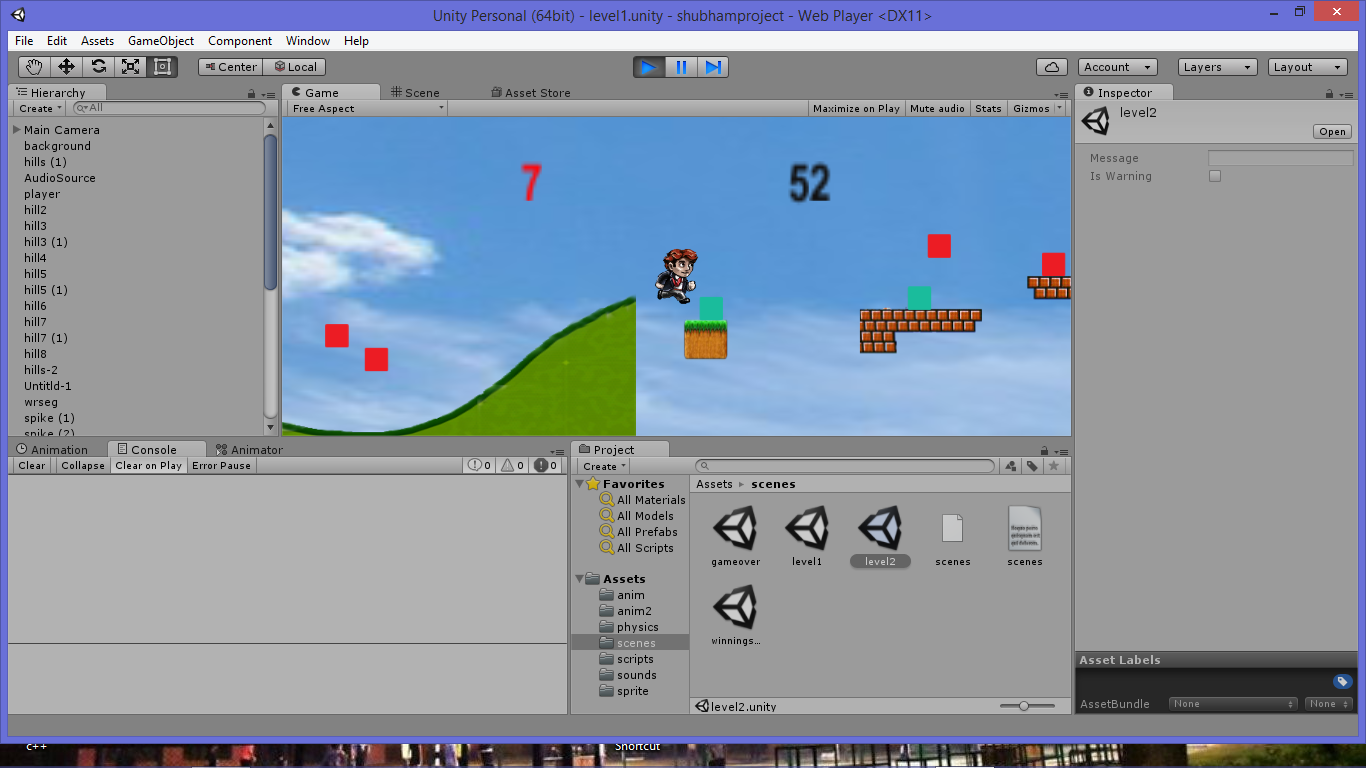 Unity Personal (64bit) - level1.unity - shubhamproject - Web Player <DX11>
File Edit Assets GameObject Component Window Help
Center Local Account Layers Layout
Hierarchy
Create All
Main Camera
background
hills (1)
AudioSource
player
hill2
hill3
hill3 (1)
hill4
hill5
hill5 (1)
hill6
hill7
hill7 (1)
hill8
hills-2
Untitld-1
wrseg
spike (1)
spike (2)
Game Scene Asset Store
Free Aspect Maximize on Play Mute audio Stats Gizmos
7 52
Inspector
level2
Open
Message
Is Warning
Animation Console Animator
Clear Collapse Clear on Play Error Pause 0 0 0
Project
Create
Favorites
All Materials
All Models
All Prefabs
All Scripts
Assets
anim
anim2
physics
scenes
scripts
sounds
sprite
Assets scenes
gameover level1 level2 scenes scenes
winnings...
level2.unity
Asset Labels
AssetBundle None None
c++ Shortcut